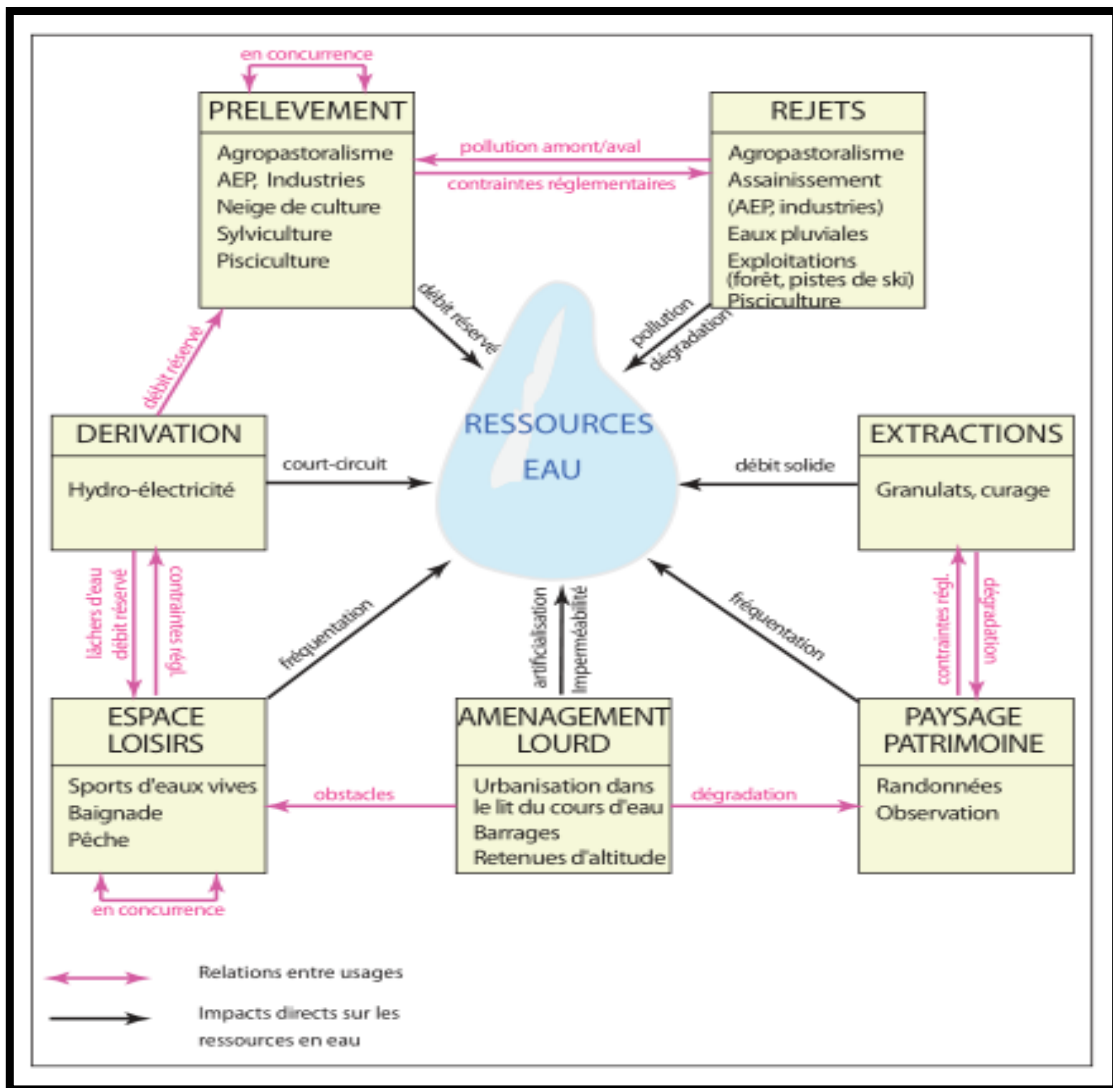 en concurrence
PRELEVEMENT
Agropastoralisme
AEP, Industries
Neige de culture
Sylviculture
Pisciculture
pollution amont/aval
contraintes réglementaires
REJETS
Agropastoralisme
Assainissement
(AEP, industries)
Eaux pluviales
Exploitations
(forêt, pistes de ski)
Pisciculture
débit réservé
débit réservé
pollution
dégradation
DERIVATION
Hydro-électricité
court-circuit
RESSOURCES
EAU
débit solide
EXTRACTIONS
Granulats, curage
lâchers d'eau
débit réservé
contraintes régl.
fréquentation
artificialisation
Imperméabilité
fréquentation
contraintes régl.
dégradation
ESPACE
LOISIRS
Sports d'eaux vives
Baignade
Pêche
obstacles
AMENAGEMENT
LOURD
Urbanisation dans
le lit du cours d'eau
Barrages
Retenues d'altitude
dégradation
PAYSAGE
PATRIMOINE
Randonnées
Observation
en concurrence
Relations entre usages
Impacts directs sur les
ressources en eau